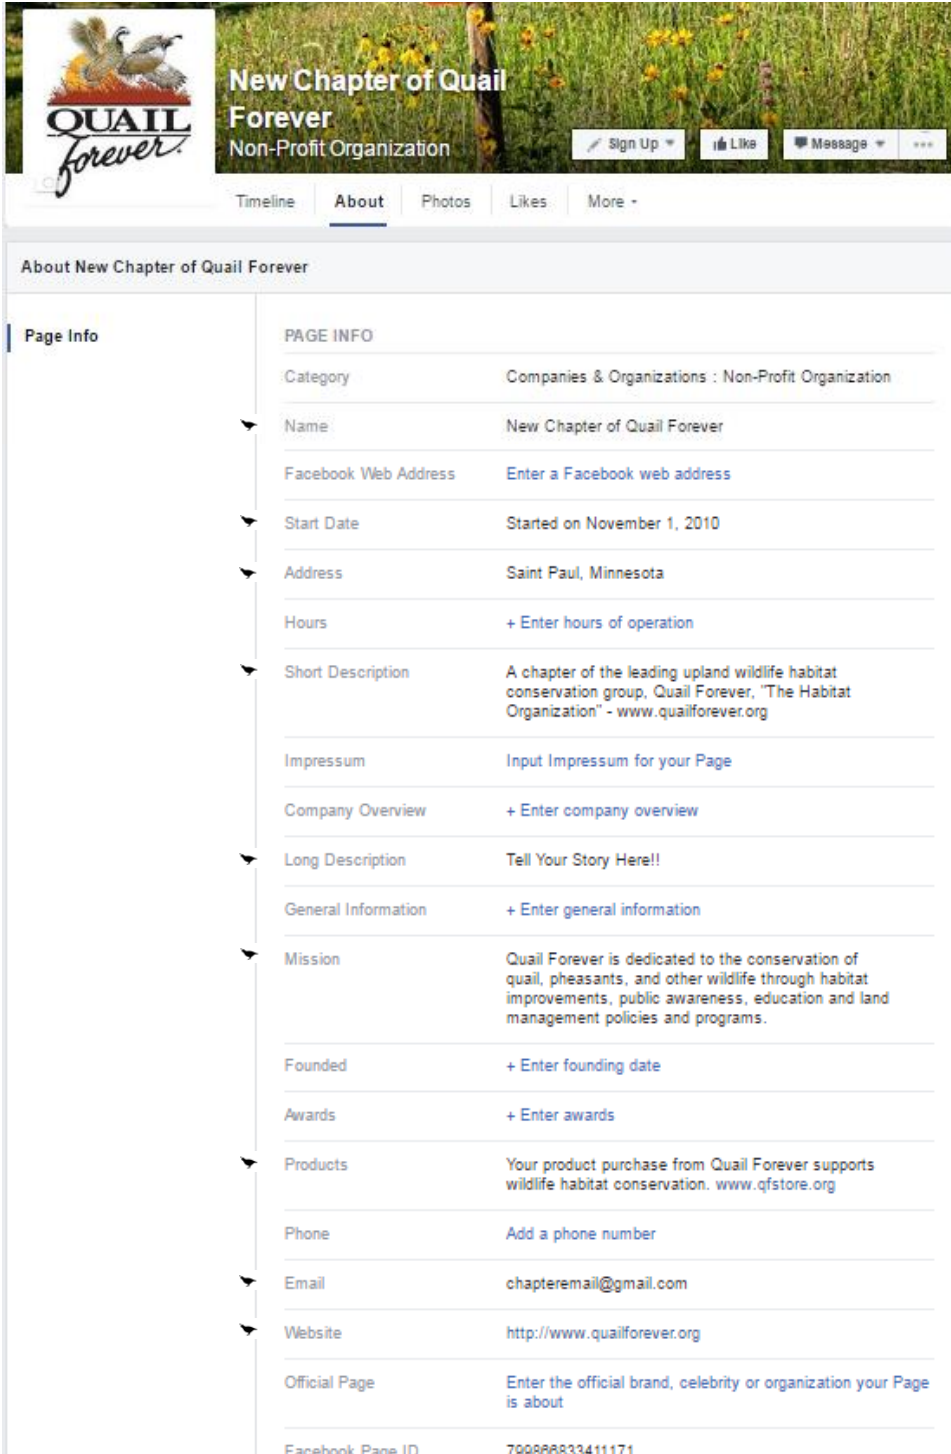 QUAIL
forever.
New Chapter of Quail
Forever
Non-Profit Organization
Sign Up
Like
Message
Timeline
About
Photos
Likes
More
About New Chapter of Quail Forever
Page Info
PAGE INFO
Category Companies & Organizations : Non-Profit Organization
Name New Chapter of Quail Forever
Facebook Web Address Enter a Facebook web address
Start Date Started on November 1, 2010
Address Saint Paul, Minnesota
Hours + Enter hours of operation
Short Description A chapter of the leading upland wildlife habitat
conservation group, Quail Forever, "The Habitat
Organization" - www.quailforever.org
Impressum Input Impressum for your Page
Company Overview + Enter company overview
Long Description Tell Your Story Here!!
General Information + Enter general information
Mission Quail Forever is dedicated to the conservation of
quail, pheasants, and other wildlife through habitat
improvements, public awareness, education and land
management policies and programs.
Founded + Enter founding date
Awards + Enter awards
Products Your product purchase from Quail Forever supports
wildlife habitat conservation. www.qfstore.org
Phone Add a phone number
Email chapteremail@gmail.com
Website http://www.quailforever.org
Official Page Enter the official brand, celebrity or organization your Page
is about
Facebook Page ID 799866833411171